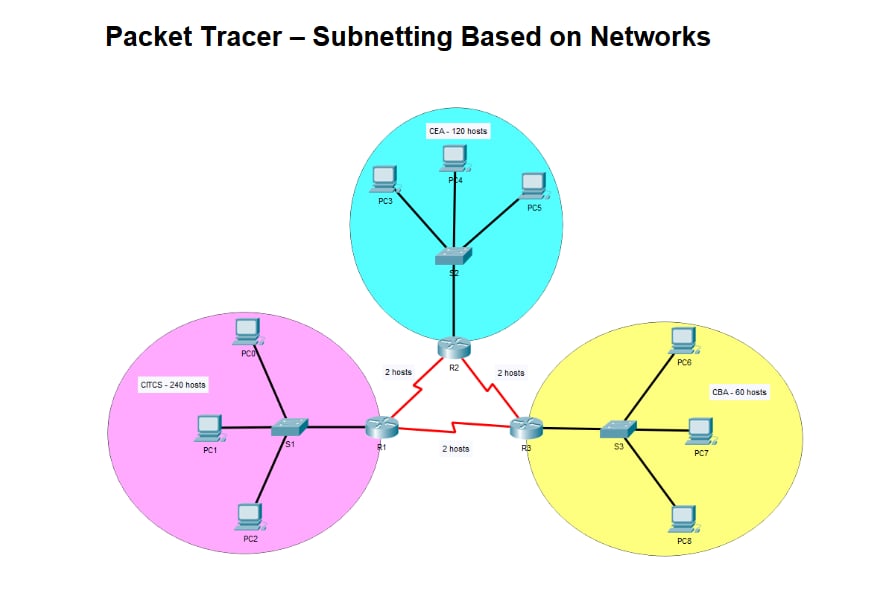 Packet Tracer – Subnetting Based on Networks
CEA - 120 hosts
PC4
PC3
PC5
S2
R2
2 hosts
2 hosts
PC0
CITCS - 240 hosts
PC1
S1
PC2
R1
2 hosts
R3
PC6
CBA - 60 hosts
S3
PC7
PC8